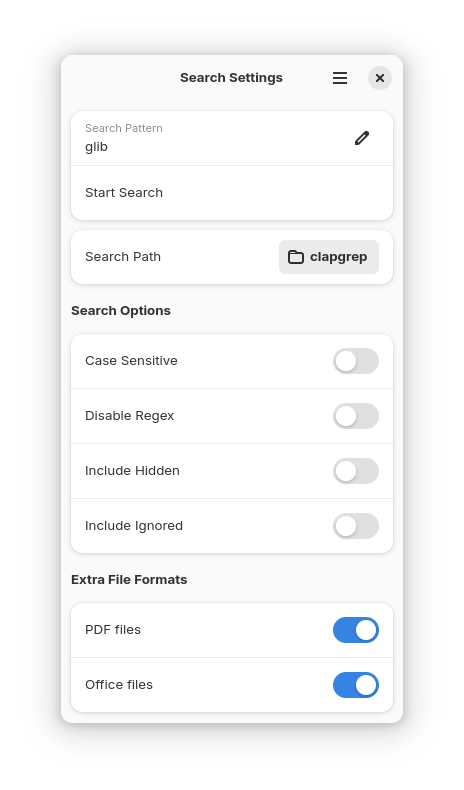 Search Settings
Search Pattern
glib
Start Search
Search Path
clapgrep
Search Options
Case Sensitive
Disable Regex
Include Hidden
Include Ignored
Extra File Formats
PDF files
Office files